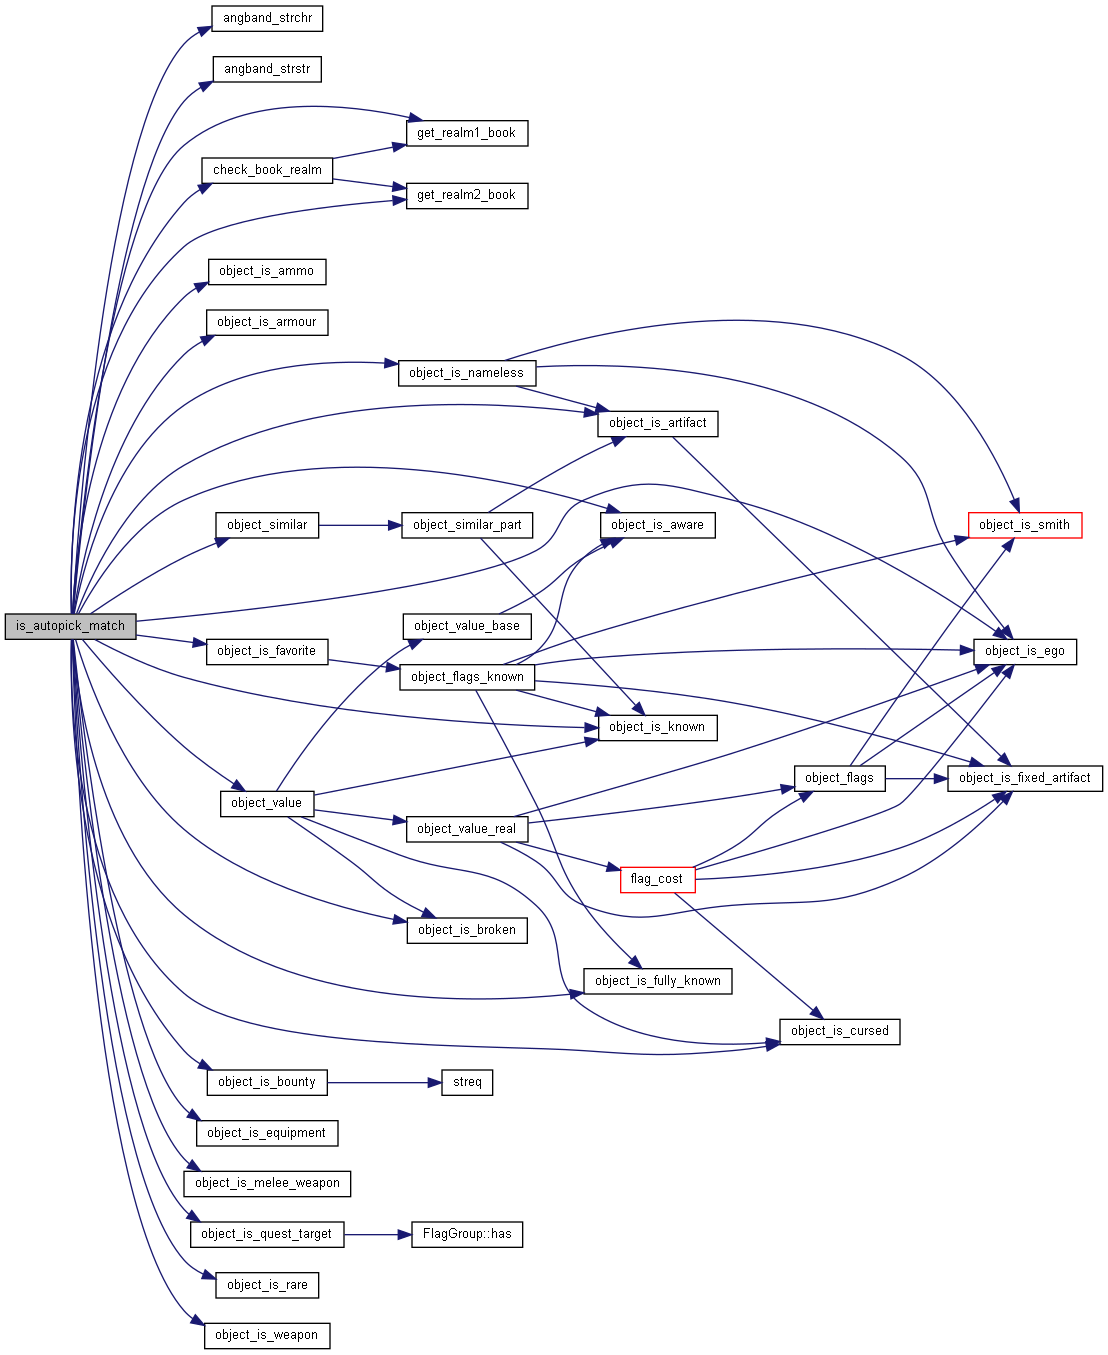 angband_strchr
angband_strstr
get_realm1_book
check_book_realm
get_realm2_book
object_is_ammo
object_is_armour
object_is_nameless
object_is_artifact
object_similar
object_similar_part
object_is_aware
object_is_smith
is_autopick_match
object_value_base
object_is_favorite
object_is_ego
object_flags_known
object_is_known
object_flags
object_is_fixed_artifact
object_value
object_value_real
flag_cost
object_is_broken
object_is_fully_known
object_is_cursed
object_is_bounty
streq
object_is_equipment
object_is_melee_weapon
object_is_quest_target
FlagGroup::has
object_is_rare
object_is_weapon